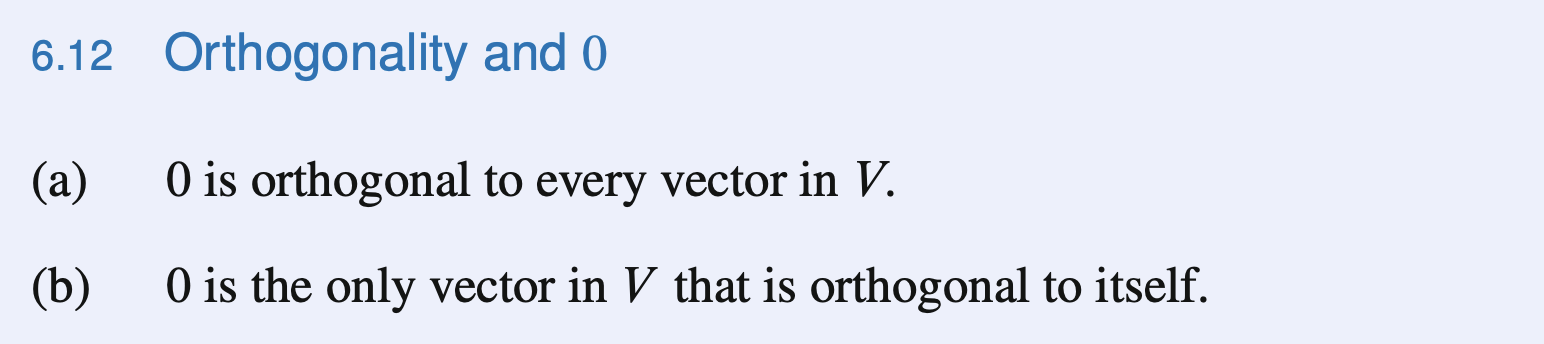 6.12 Orthogonality and 0
(a) 0 is orthogonal to every vector in V.
(b) 0 is the only vector in V that is orthogonal to itself.